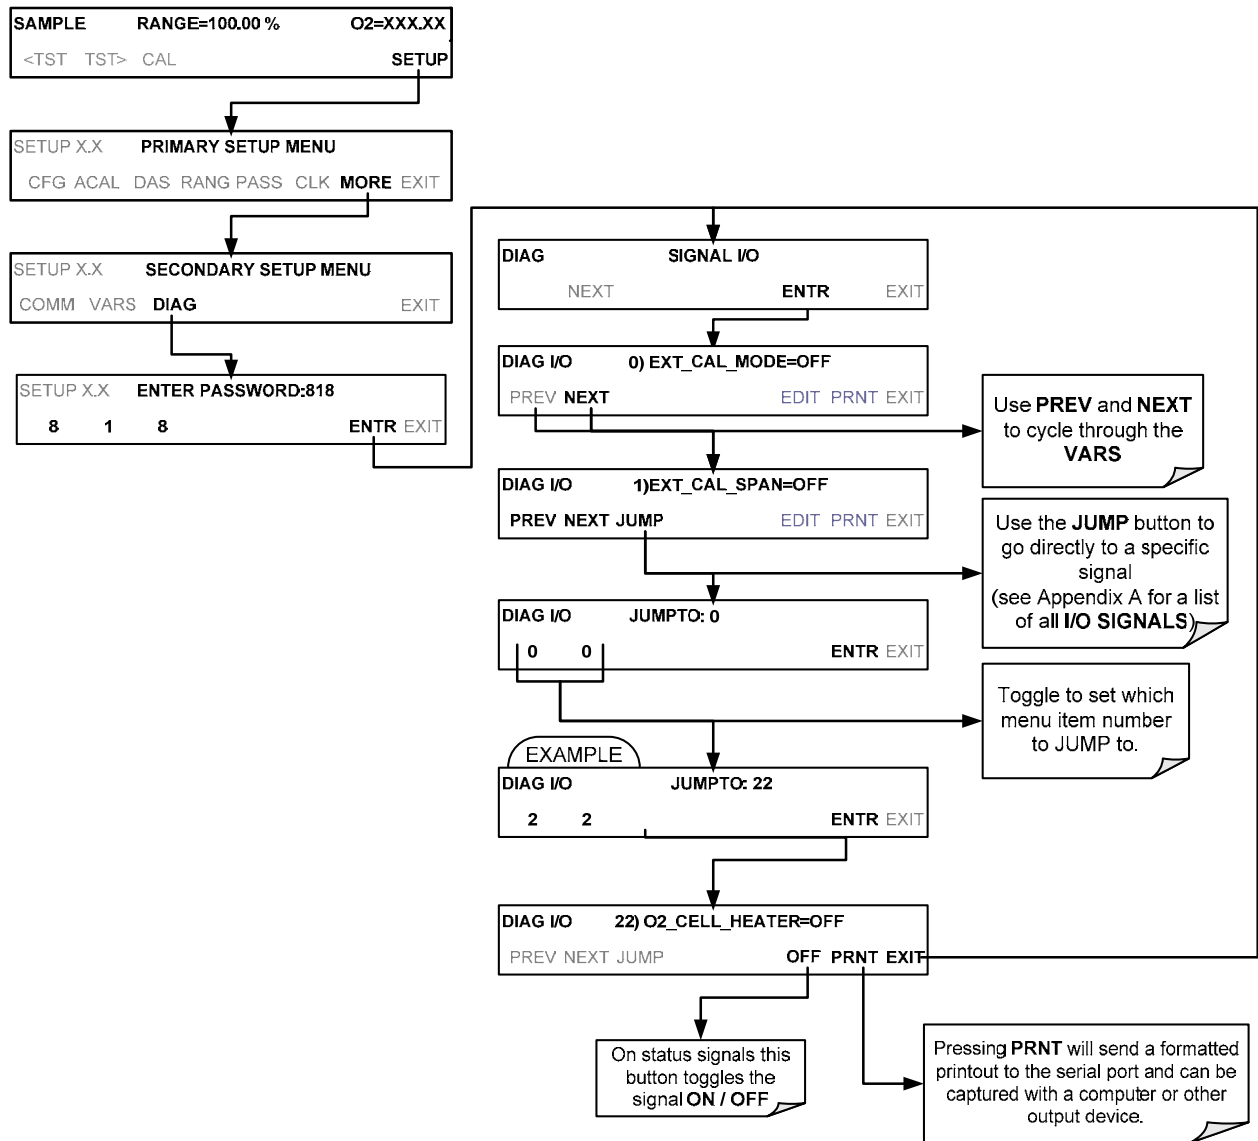 SAMPLE RANGE=100.00 % O2=XXX.XX
<TST TST> CAL SETUP
SETUP X.X PRIMARY SETUP MENU
CFG ACAL DAS RANG PASS CLK MORE EXIT
SETUP X.X SECONDARY SETUP MENU
COMM VARS DIAG EXIT
SETUP X.X ENTER PASSWORD:818
8 1 8 ENTR EXIT
DIAG SIGNAL I/O
NEXT ENTR EXIT
DIAG I/O 0) EXT_CAL_MODE=OFF
PREV NEXT EDIT PRNT EXIT
Use PREV and NEXT
to cycle through the
VARS
DIAG I/O 1)EXT_CAL_SPAN=OFF
PREV NEXT JUMP EDIT PRNT EXIT
Use the JUMP button to
go directly to a specific
signal
(see Appendix A for a list
of all I/O SIGNALS)
DIAG I/O JUMPTO: 0
0 0 ENTR EXIT
Toggle to set which
menu item number
to JUMP to.
EXAMPLE
DIAG I/O JUMPTO: 22
2 2 ENTR EXIT
DIAG I/O 22) O2_CELL_HEATER=OFF
PREV NEXT JUMP OFF PRNT EXIT
On status signals this
button toggles the
signal ON / OFF
Pressing PRNT will send a formatted
printout to the serial port and can be
captured with a computer or other
output device.